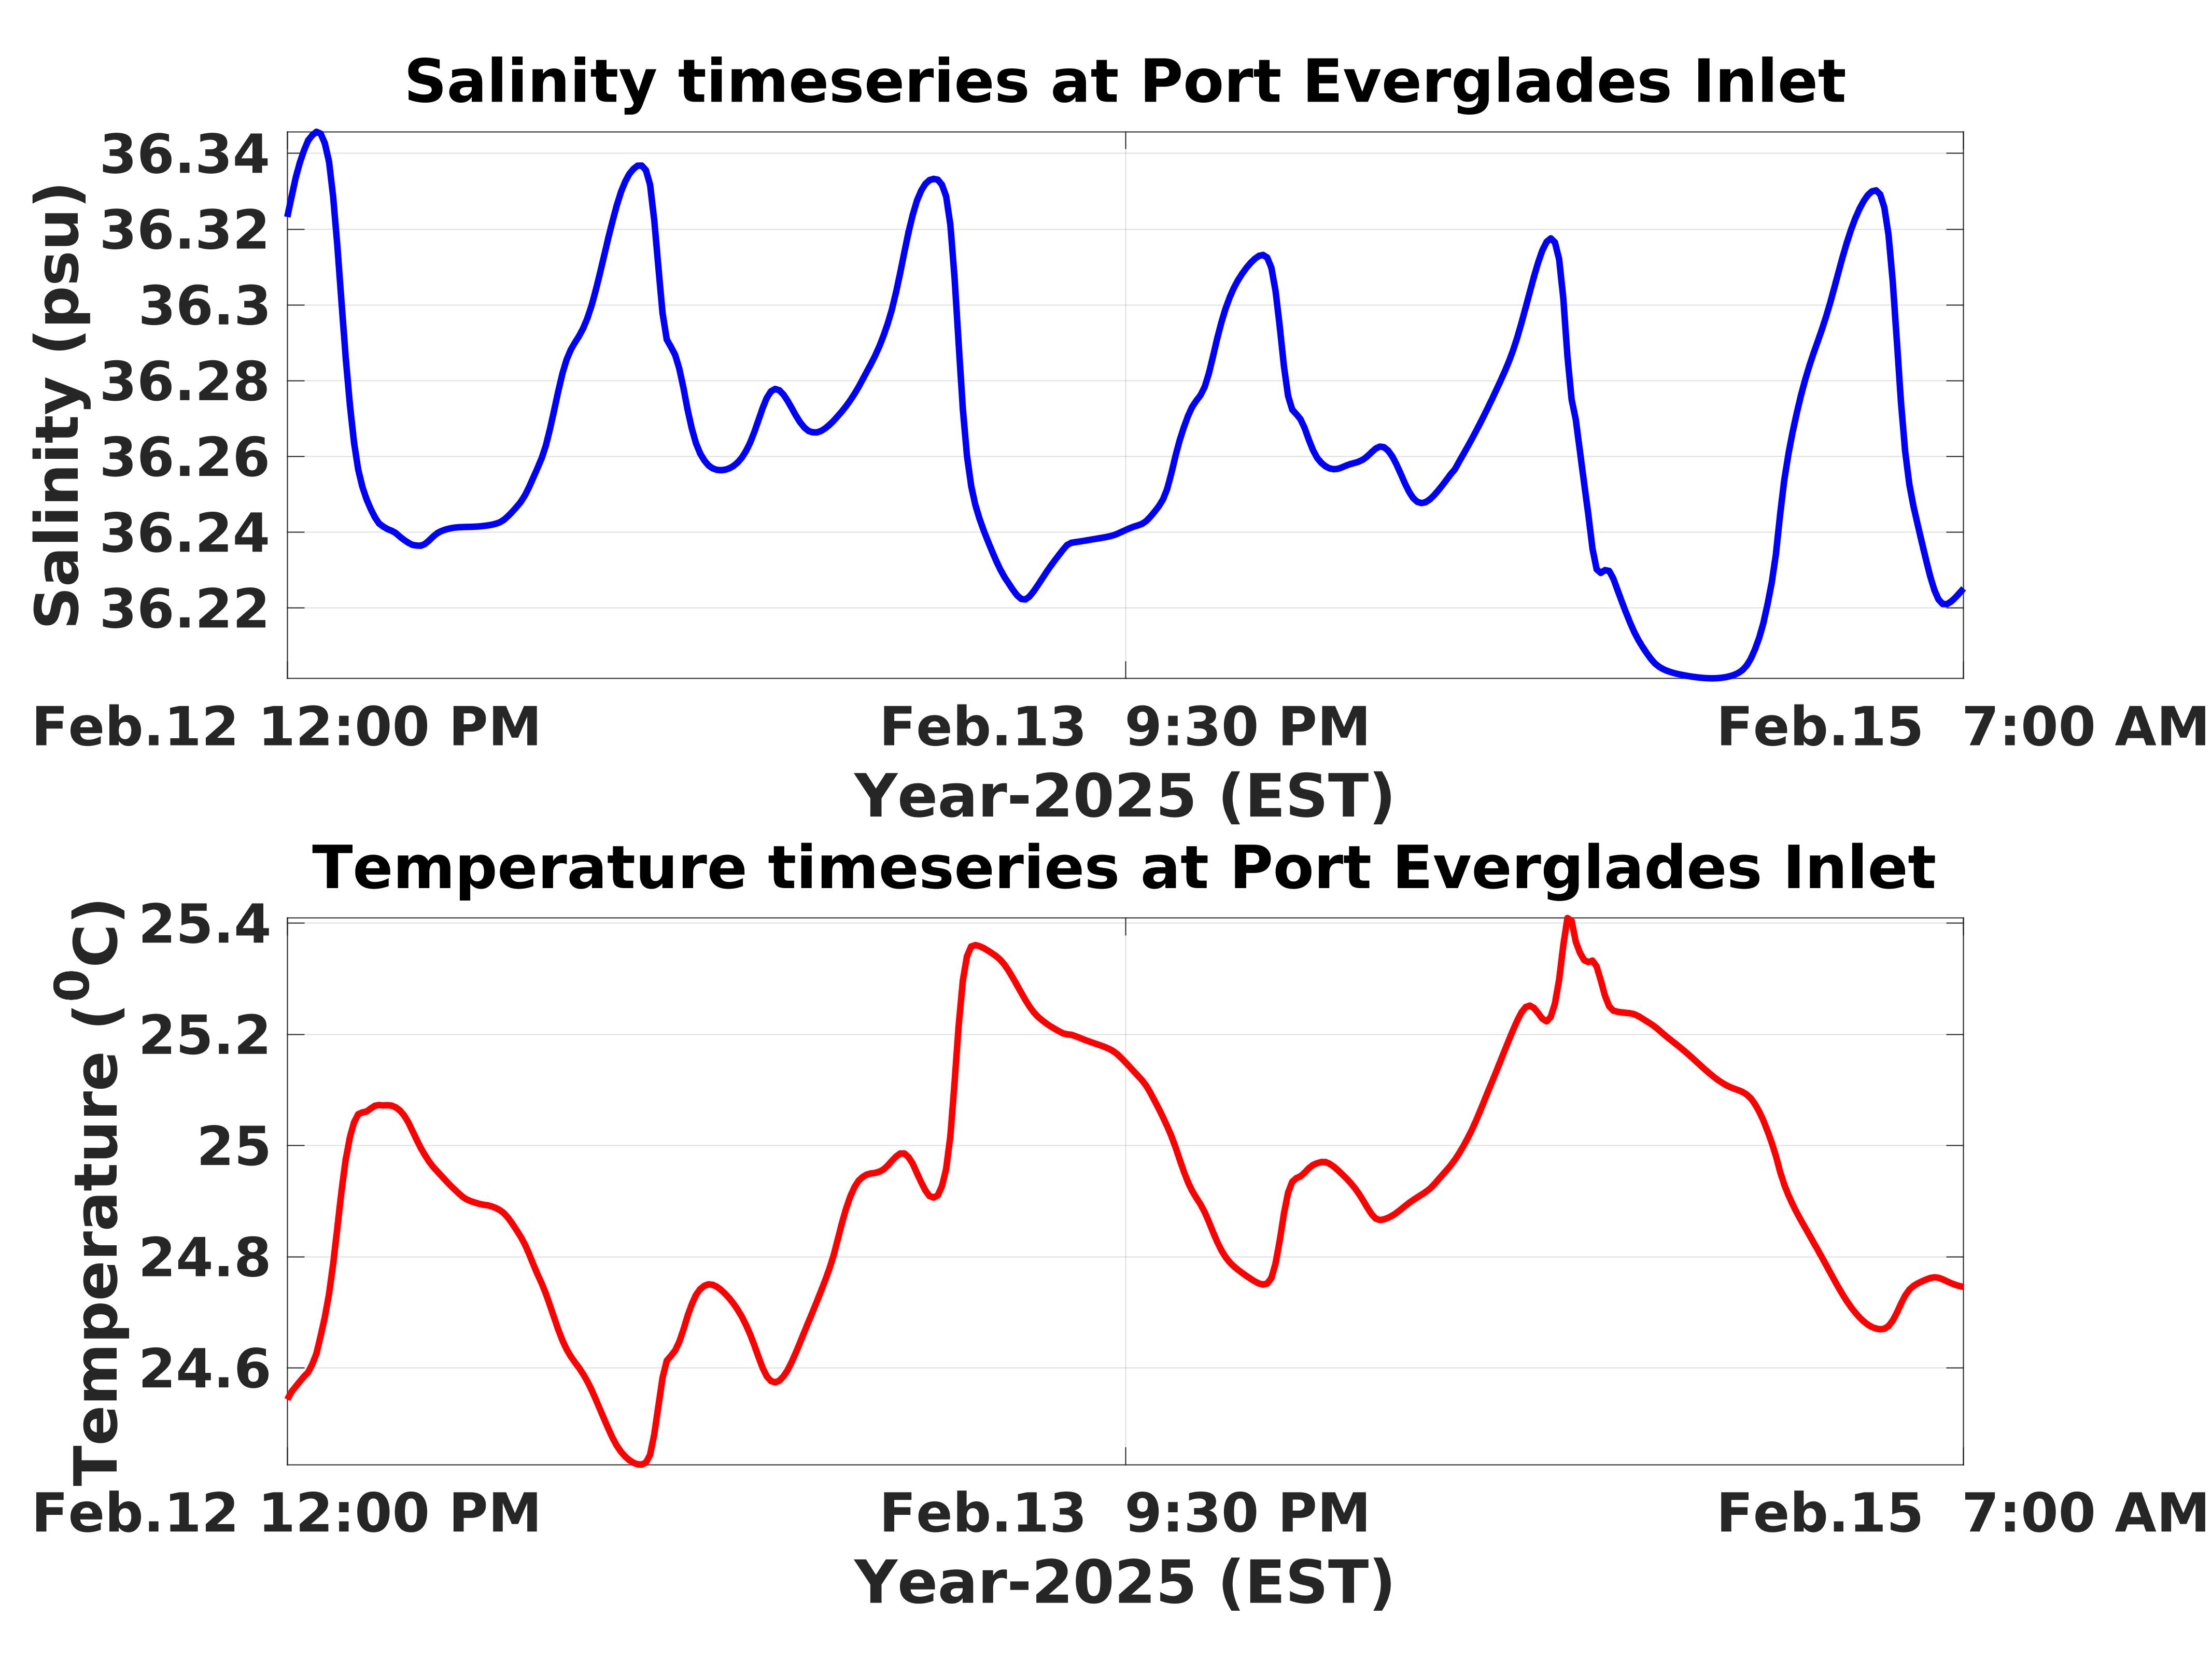 Salinity timeseries at Port Everglades Inlet
Salinity (psu)
36.34
36.32
36.3
36.28
36.26
36.24
36.22
Feb.12 12:00 PM
Feb.13  9:30 PM
Feb.15  7:00 AM
Year-2025 (EST)
Temperature timeseries at Port Everglades Inlet
Temperature (⁰C)
25.4
25.2
25
24.8
24.6
Feb.12 12:00 PM
Feb.13  9:30 PM
Feb.15  7:00 AM
Year-2025 (EST)